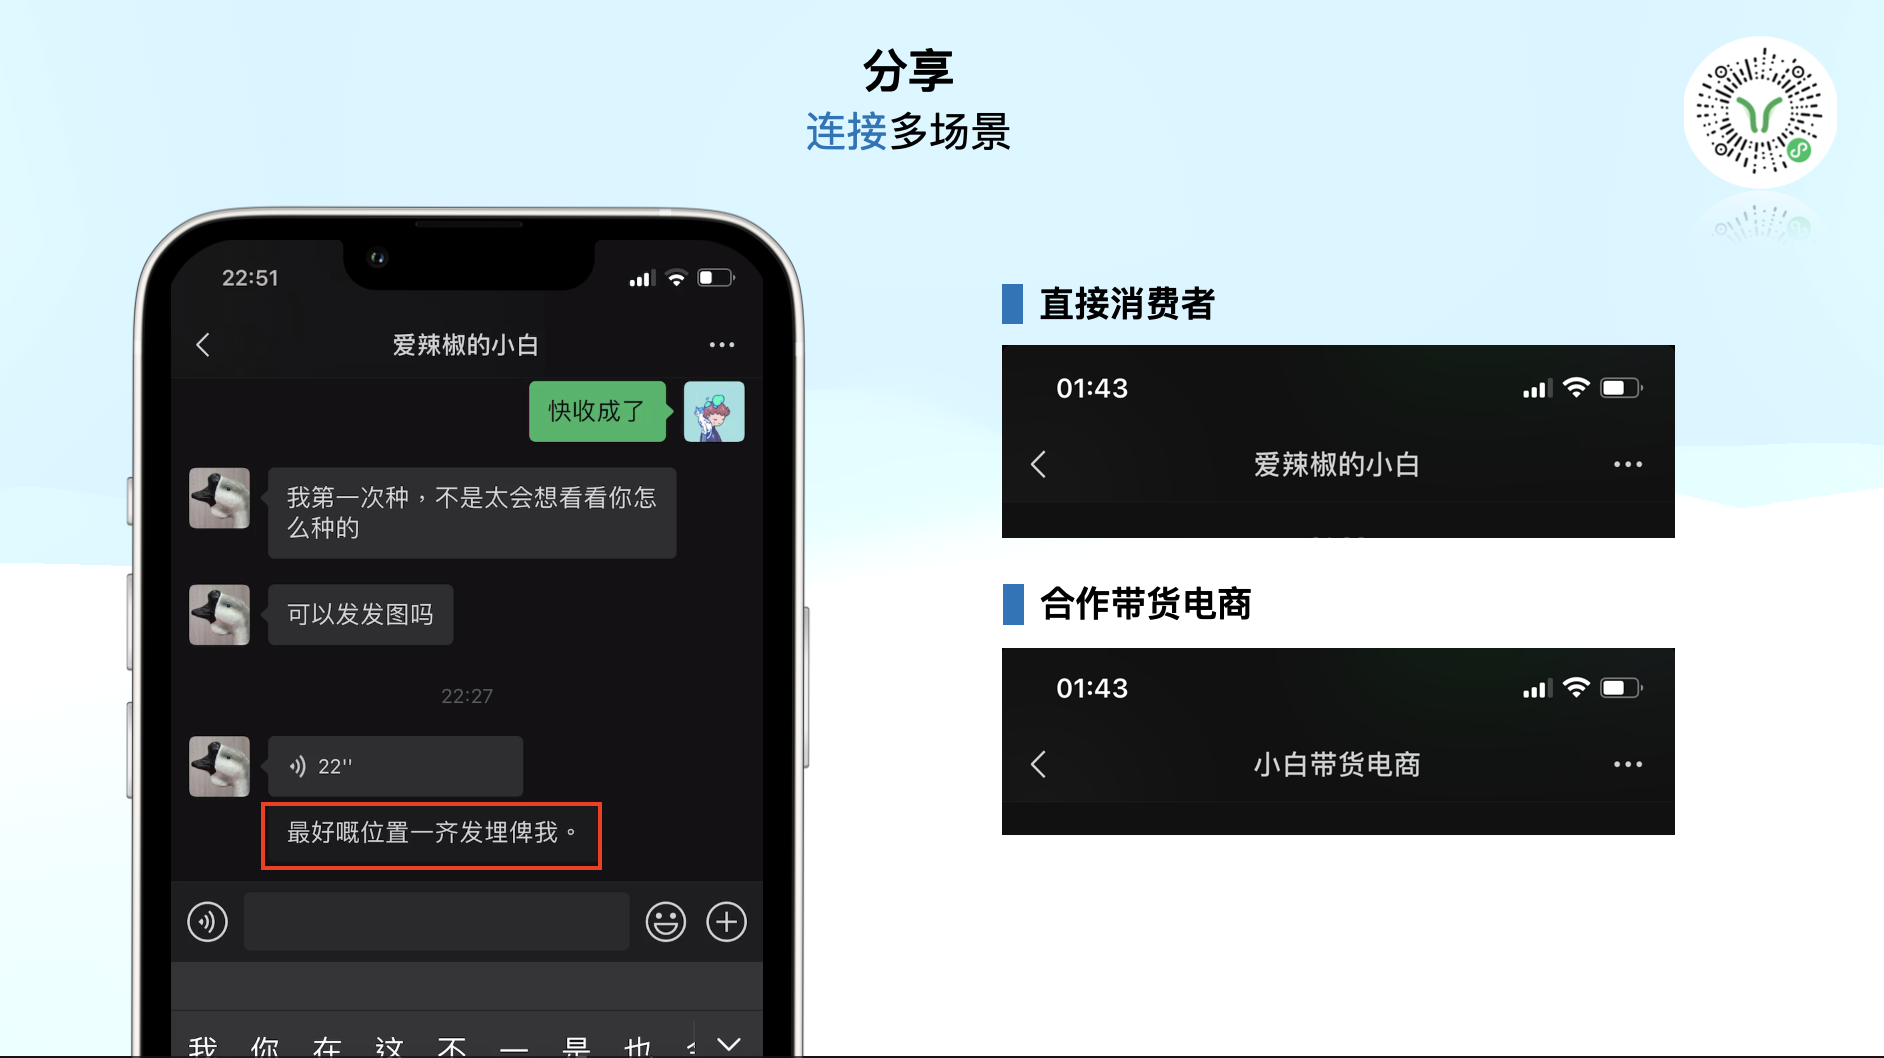 分享
连接多场景
22:51
爱辣椒的小白
快收成了
我第一次种，不是太会想看看你怎
么种的
可以发发图吗
22:27
22''
最好嘅位置一齐发埋俾我。
我 你 在 这 不 一 是 也
直接消费者
01:43
爱辣椒的小白
合作带货电商
01:43
小白带货电商